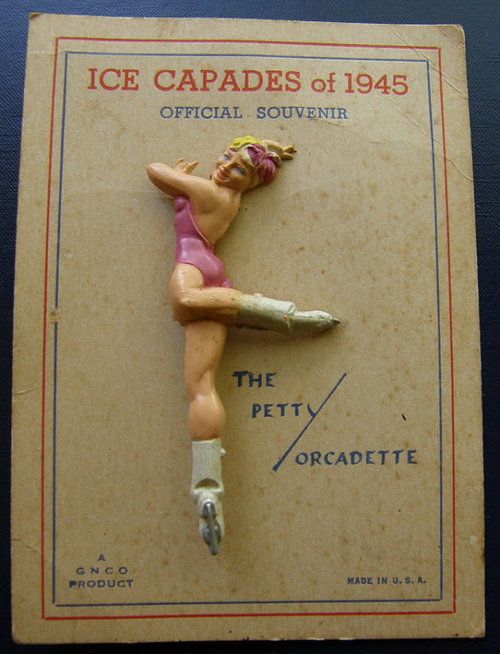 ICE CAPADES of 1945
OFFICIAL SOUVENIR
THE
PETTY
ORCADETTE
A
GNCO
PRODUCT
MADE IN U.S.A.